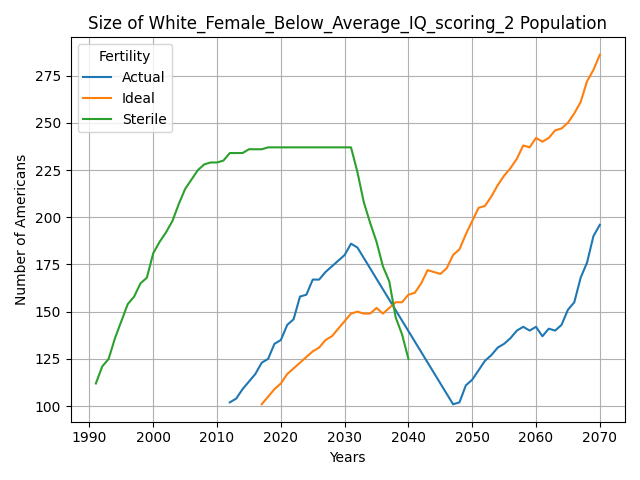 Size of White_Female_Below_Average_IQ_scoring_2 Population
Fertility
Actual
Ideal
Sterile
Number of Americans
275
250
225
200
175
150
125
100
1990
2000
2010
2020
2030
2040
2050
2060
2070
Years